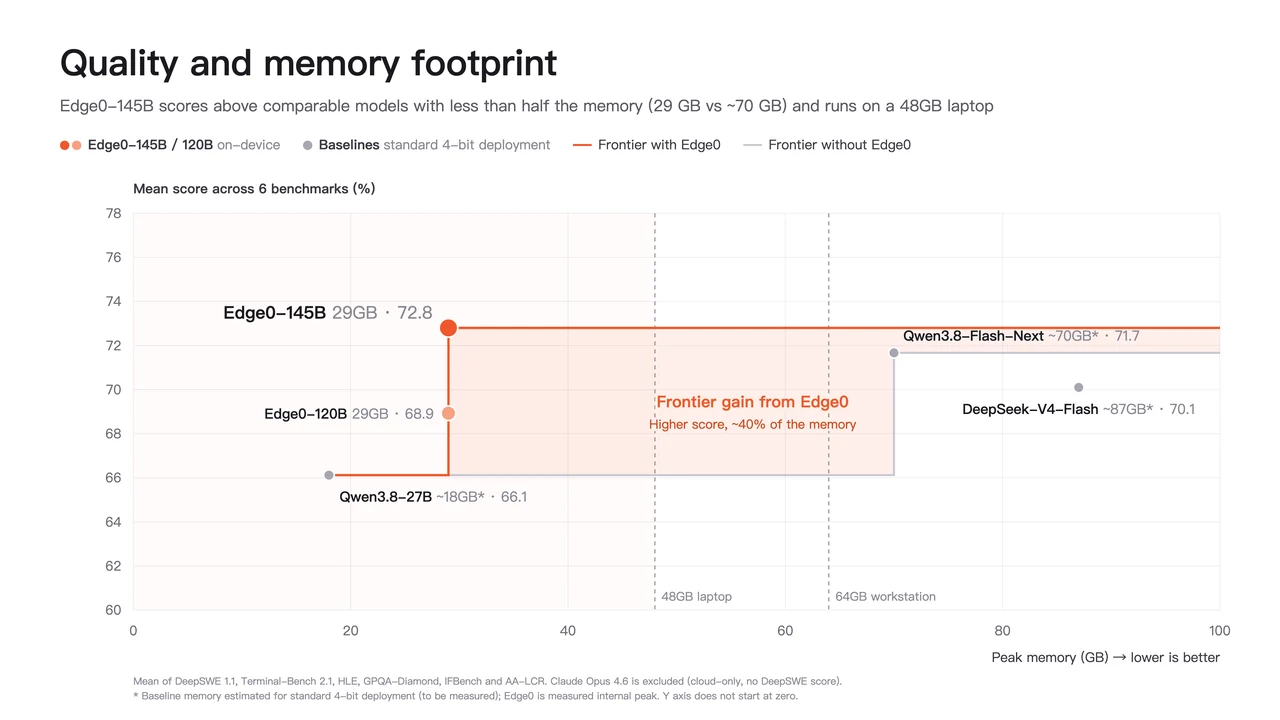 Quality and memory footprint
Edge0-145B scores above comparable models with less than half the memory (29 GB vs ~70 GB) and runs on a 48GB laptop
Edge0-145B / 120B on-device
Baselines standard 4-bit deployment
Frontier with Edge0
Frontier without Edge0
Mean score across 6 benchmarks (%)
78
76
74
72
70
68
66
64
62
60
Edge0-145B 29GB · 72.8
Qwen3.8-Flash-Next ~70GB* · 71.7
Edge0-120B 29GB · 68.9
Frontier gain from Edge0
Higher score, ~40% of the memory
DeepSeek-V4-Flash ~87GB* · 70.1
Qwen3.8-27B ~18GB* · 66.1
48GB laptop
64GB workstation
0
20
40
60
80
100
Peak memory (GB) → lower is better
Mean of DeepSWE 1.1, Terminal-Bench 2.1, HLE, GPQA-Diamond, IFBench and AA-LCR. Claude Opus 4.6 is excluded (cloud-only, no DeepSWE score).
* Baseline memory estimated for standard 4-bit deployment (to be measured); Edge0 is measured internal peak. Y axis does not start at zero.